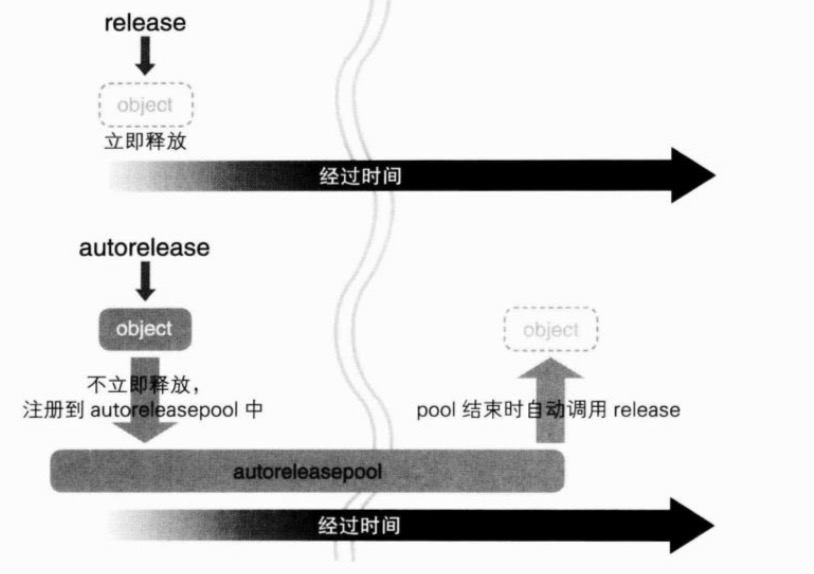 release
object
立即释放
经过时间
autorelease
object
object
不立即释放，
注册到 autoreleasepool 中
pool 结束时自动调用 release
autoreleasepool
经过时间